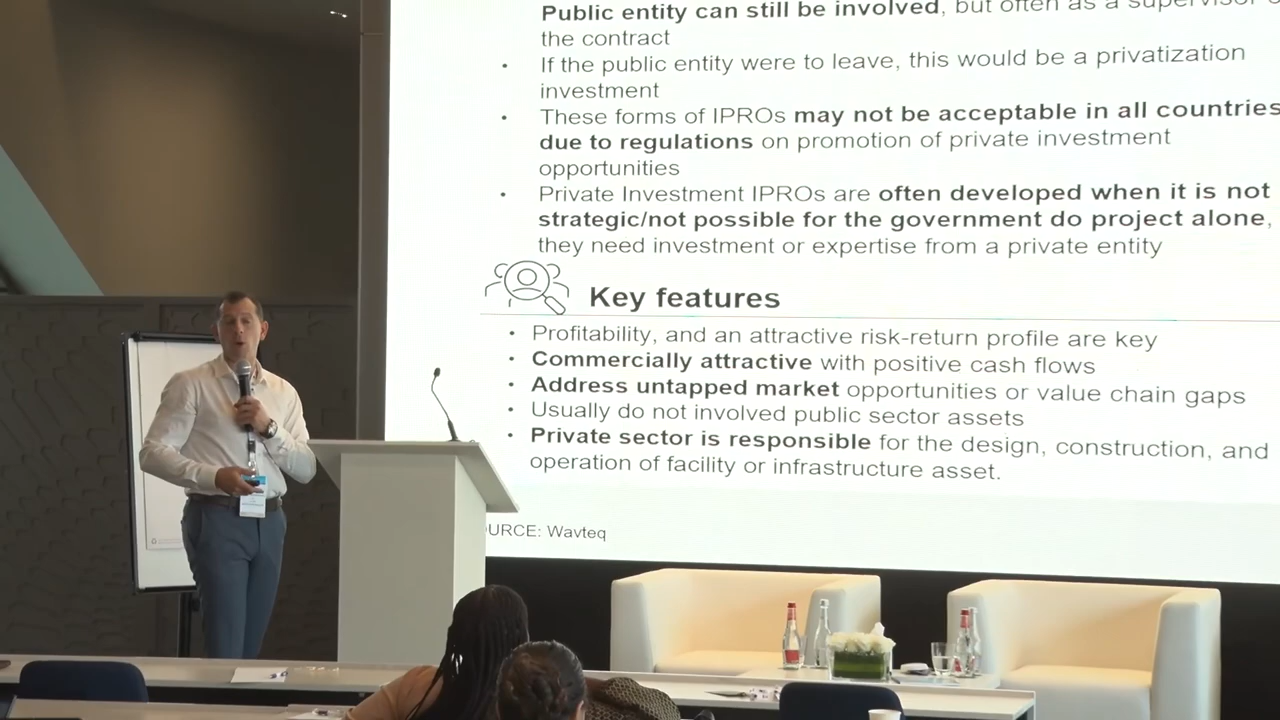 Public entity can still be involved, but often as a supervisor
the contract
If the public entity were to leave, this would be a privatization
investment
These forms of IPROs may not be acceptable in all countries
due to regulations on promotion of private investment
opportunities
Private Investment IPROs are often developed when it is not
strategic/not possible for the government do project alone,
they need investment or expertise from a private entity
Key features
Profitability, and an attractive risk-return profile are key
Commercially attractive with positive cash flows
Address untapped market opportunities or value chain gaps
Usually do not involved public sector assets
Private sector is responsible for the design, construction, and
operation of facility or infrastructure asset.
URCE: Wavteq